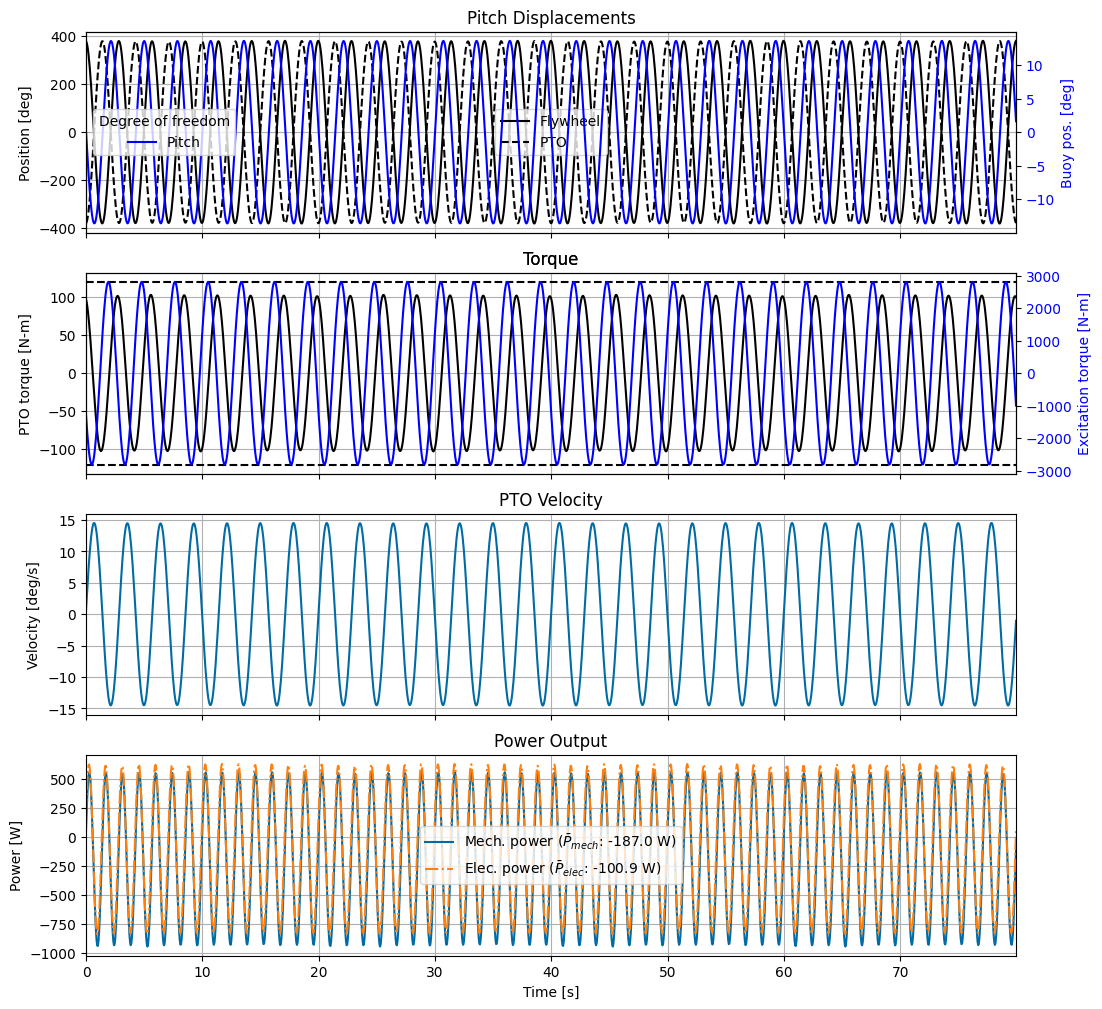 Pitch Displacements
400
200
0
−200
−400
Position [deg]
10
5
0
−5
−10
Buoy pos. [deg]
Degree of freedom
Pitch
Flywheel
PTO
Torque
100
50
0
−50
−100
PTO torque [N-m]
3000
2000
1000
0
−1000
−2000
−3000
Excitation torque [N-m]
PTO Velocity
15
10
5
0
−5
−10
−15
Velocity [deg/s]
Power Output
500
250
0
−250
−500
−750
−1000
Power [W]
Mech. power (P̄mech: -187.0 W)
Elec. power (P̄elec: -100.9 W)
0 10 20 30 40 50 60 70
Time [s]